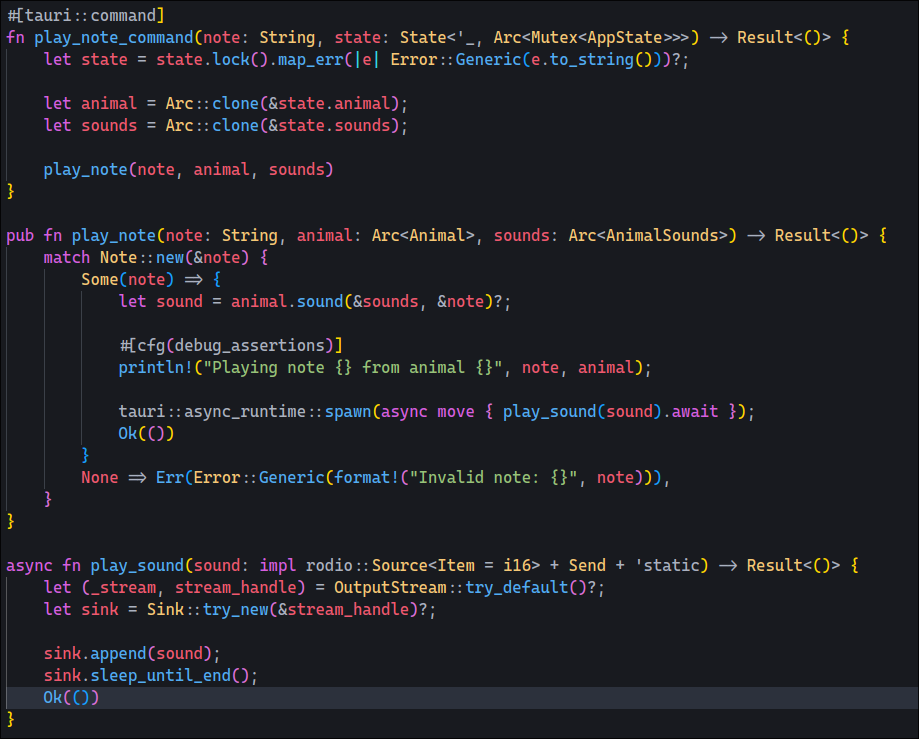 #[tauri::command]
fn play_note_command(note: String, state: State<'_, Arc<Mutex<AppState>>>) -> Result<()> {
    let state = state.lock().map_err(|e| Error::Generic(e.to_string()))?;

    let animal = Arc::clone(&state.animal);
    let sounds = Arc::clone(&state.sounds);

    play_note(note, animal, sounds)
}

pub fn play_note(note: String, animal: Arc<Animal>, sounds: Arc<AnimalSounds>) -> Result<()> {
    match Note::new(&note) {
        Some(note) => {
            let sound = animal.sound(&sounds, &note)?;

            #[cfg(debug_assertions)]
            println!("Playing note {} from animal {}", note, animal);

            tauri::async_runtime::spawn(async move { play_sound(sound).await });
            Ok(())
        }
        None => Err(Error::Generic(format!("Invalid note: {}", note))),
    }
}

async fn play_sound(sound: impl rodio::Source<Item = i16> + Send + 'static) -> Result<()> {
    let (_stream, stream_handle) = OutputStream::try_default()?;
    let sink = Sink::try_new(&stream_handle)?;

    sink.append(sound);
    sink.sleep_until_end();
    Ok(())
}